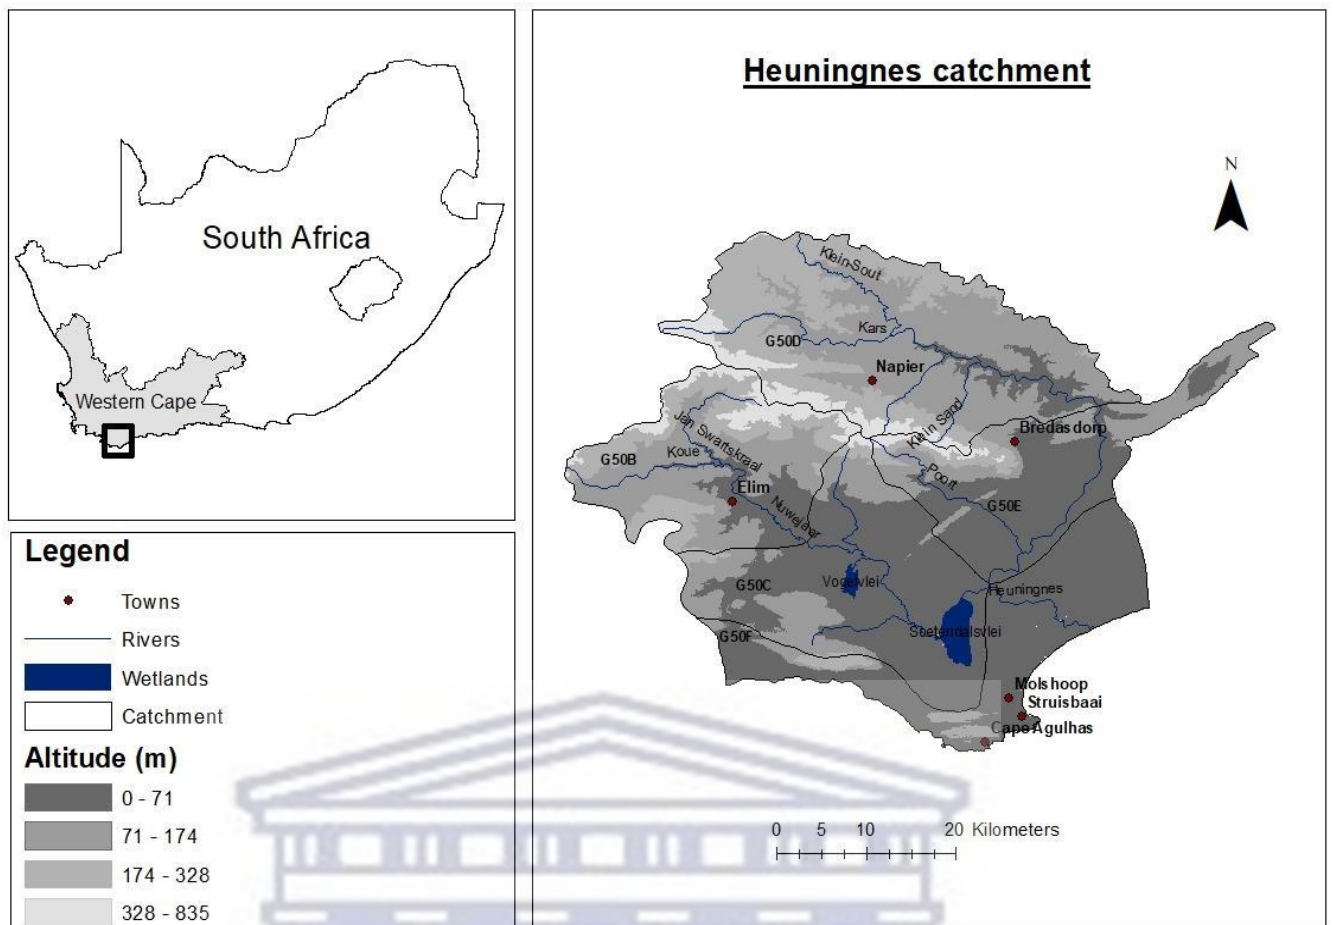 South Africa
Western Cape
Legend
Towns
Rivers
Wetlands
Catchment
Altitude (m)
0 - 71
71 - 174
174 - 328
328 - 835
Heuningnes catchment
N
Klein-Sout
Kars
G50D
Napier
Klein Sand
Bredasdorp
Jan Swartskraal
Koue
G50B
Poort
Elim
Nuwejaar
G50E
Vogelvlei
G50C
Heuningnes
Soetendalsvlei
G50F
Molshoop
Struisbaai
Cape Agulhas
0 5 10 20 Kilometers